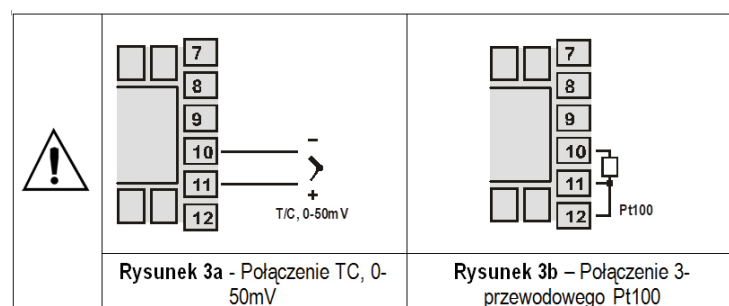 7
8
9
10
11
12
−
+
T/C, 0-50mV
Rysunek 3a - Połączenie TC, 0-
50mV
7
8
9
10
11
12
Pt100
Rysunek 3b – Połączenie 3-
przewodowego Pt100